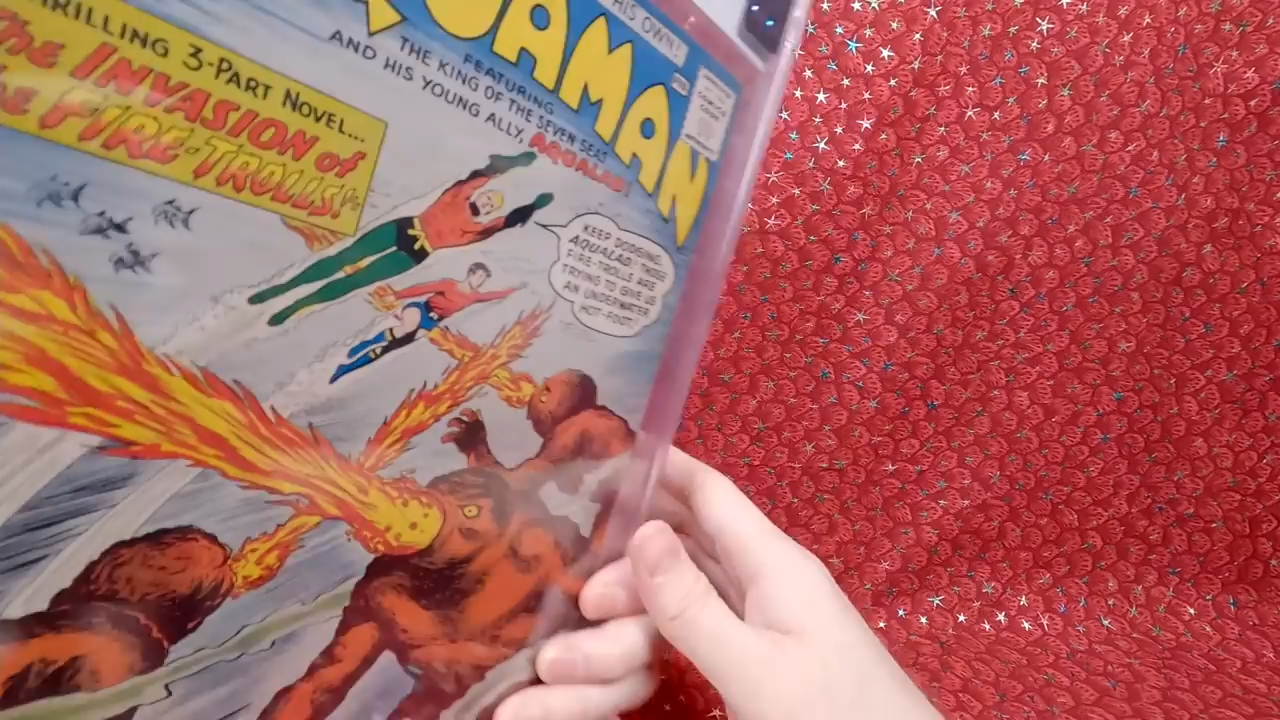 HIS OWN!
QUAMAN
FEATURING
THE KING OF THE SEVEN SEAS
AND HIS YOUNG ALLY, AQUALAD!
THRILLING 3-PART NOVEL...
The INVASION of
the FIRE-TROLLS!
KEEP DODGING,
AQUALAD! THOSE
FIRE-TROLLS ARE
TRYING TO GIVE US
AN UNDERWATER
HOT-FOOT!